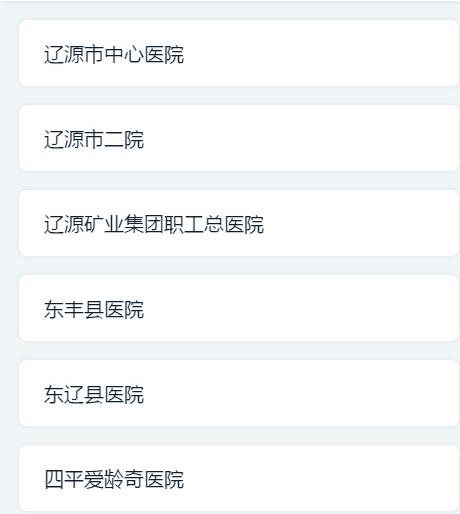 辽源市中心医院
辽源市二院
辽源矿业集团职工总医院
东丰县医院
东辽县医院
四平爱龄奇医院